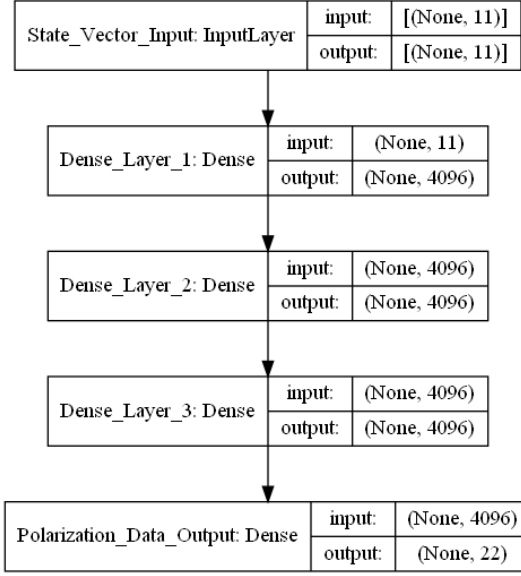 State_Vector_Input: InputLayer
input: [(None, 11)]
output: [(None, 11)]
Dense_Layer_1: Dense
input: (None, 11)
output: (None, 4096)
Dense_Layer_2: Dense
input: (None, 4096)
output: (None, 4096)
Dense_Layer_3: Dense
input: (None, 4096)
output: (None, 4096)
Polarization_Data_Output: Dense
input: (None, 4096)
output: (None, 22)